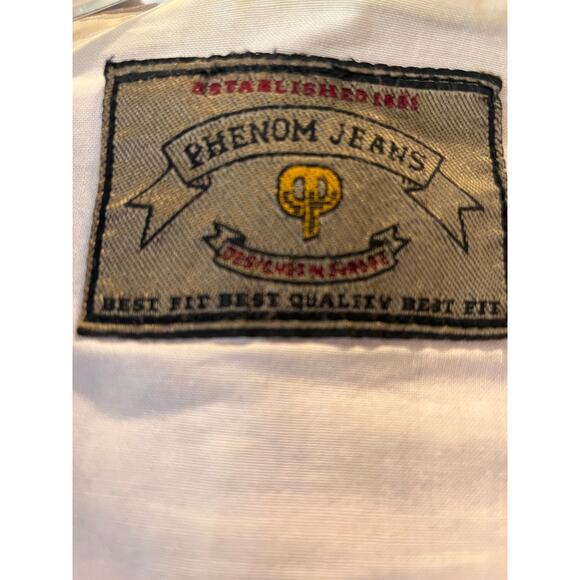 ESTABLISHED 1881
PHENOM JEANS
DESIGNED IN EUROPE
BEST FIT BEST QUALITY BEST FIT